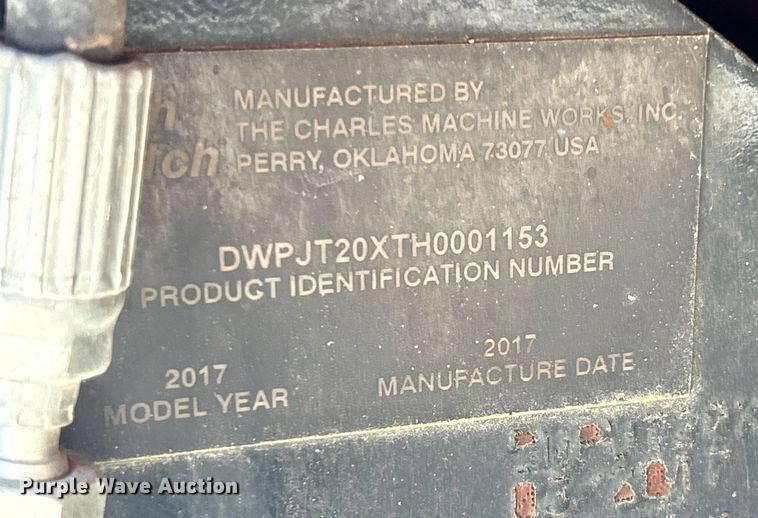 MANUFACTURED BY
THE CHARLES MACHINE WORKS, INC.
PERRY, OKLAHOMA 73077 USA
DWPJT20XTH0001153
PRODUCT IDENTIFICATION NUMBER
2017
MODEL YEAR
2017
MANUFACTURE DATE
Purple Wave Auction